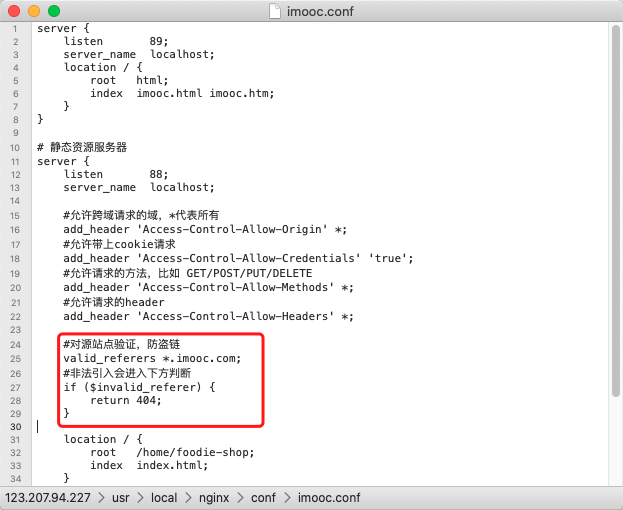 imooc.conf
1 server {
2 listen 89;
3 server_name localhost;
4 location / {
5 root html;
6 index imooc.html imooc.htm;
7 }
8 }
9
10 # 静态资源服务器
11 server {
12 listen 88;
13 server_name localhost;
14
15 #允许跨域请求的域，*代表所有
16 add_header 'Access-Control-Allow-Origin' *;
17 #允许带上cookie请求
18 add_header 'Access-Control-Allow-Credentials' 'true';
19 #允许请求的方法，比如 GET/POST/PUT/DELETE
20 add_header 'Access-Control-Allow-Methods' *;
21 #允许请求的header
22 add_header 'Access-Control-Allow-Headers' *;
23
24 #对源站点验证，防盗链
25 valid_referers *.imooc.com;
26 #非法引入会进入下方判断
27 if ($invalid_referer) {
28 return 404;
29 }
30
31 location / {
32 root /home/foodie-shop;
33 index index.html;
34 }
123.207.94.227 > usr > local > nginx > conf > imooc.conf